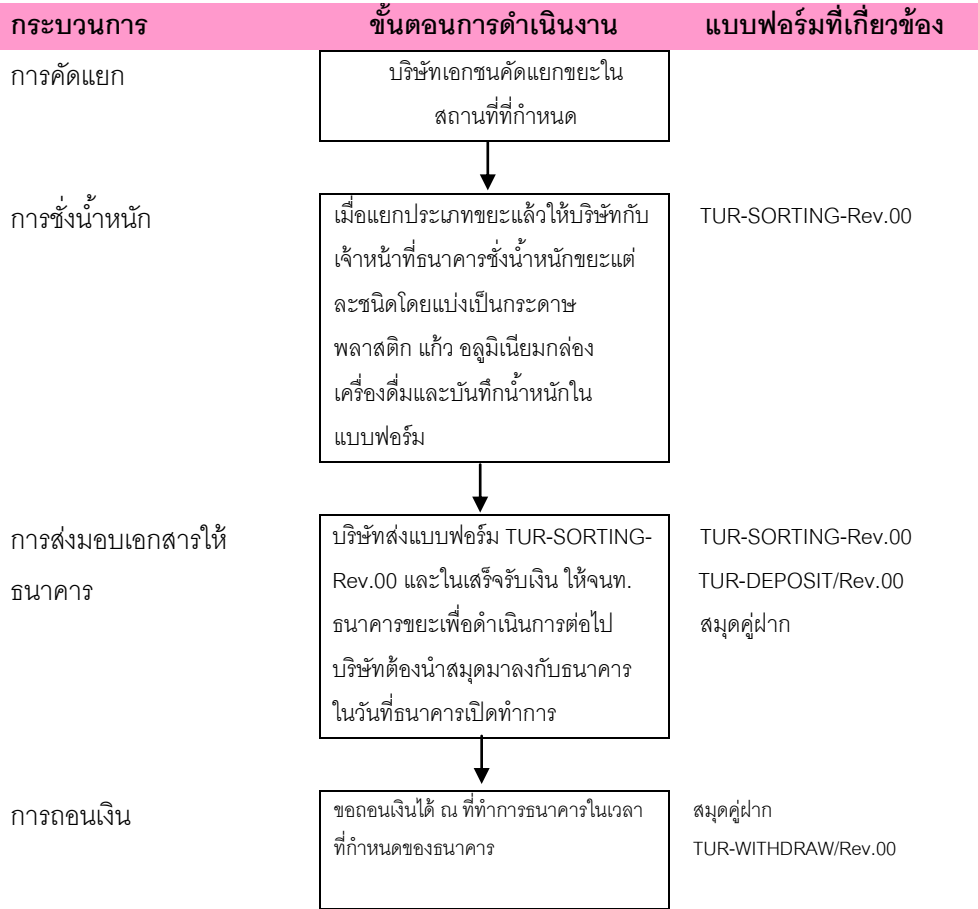 กระบวนการ ขั้นตอนการดำเนินงาน แบบฟอร์มที่เกี่ยวข้อง
การคัดแยก
บริษัทเอกชนคัดแยกขยะใน
สถานที่ที่กำหนด
การชั่งน้ำหนัก
เมื่อแยกประเภทขยะแล้วให้บริษัทกับ
เจ้าหน้าที่ธนาคารชั่งน้ำหนักขยะแต่
ละชนิดโดยแบ่งเป็นกระดาษ
พลาสติก แก้ว อลูมิเนียมกล่อง
เครื่องดื่มและบันทึกน้ำหนักใน
แบบฟอร์ม
TUR-SORTING-Rev.00
การส่งมอบเอกสารให้
ธนาคาร
บริษัทส่งแบบฟอร์ม TUR-SORTING-
Rev.00 และในเสร็จรับเงิน ให้จนท.
ธนาคารขยะเพื่อดำเนินการต่อไป
บริษัทต้องนำสมุดมาลงกับธนาคาร
ในวันที่ธนาคารเปิดทำการ
TUR-SORTING-Rev.00
TUR-DEPOSIT/Rev.00
สมุดคู่ฝาก
การถอนเงิน
ขอถอนเงินได้ ณ ที่ทำการธนาคารในเวลา
ที่กำหนดของธนาคาร
สมุดคู่ฝาก
TUR-WITHDRAW/Rev.00